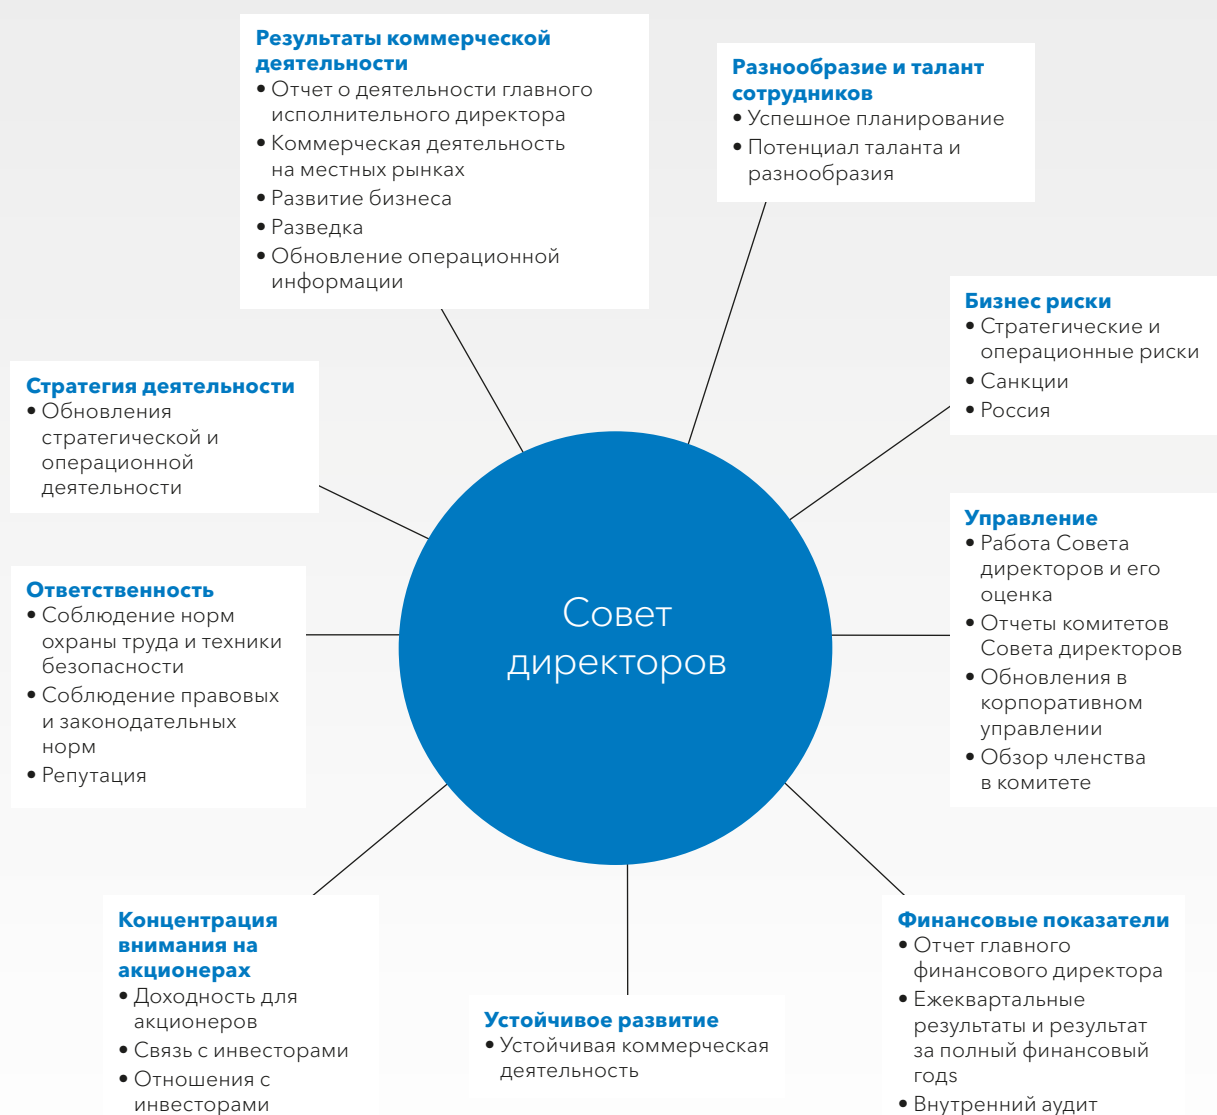 Результаты коммерческой
деятельности
• Отчет о деятельности главного
исполнительного директора
• Коммерческая деятельность
на местных рынках
• Развитие бизнеса
• Разведка
• Обновление операционной
информации
Разнообразие и талант
сотрудников
• Успешное планирование
• Потенциал таланта и
разнообразия
Бизнес риски
• Стратегические и
операционные риски
• Санкции
• Россия
Стратегия деятельности
• Обновления
стратегической и
операционной
деятельности
Управление
• Работа Совета
директоров и его
оценка
• Отчеты комитетов
Совета директоров
• Обновления в
корпоративном
управлении
• Обзор членства
в комитете
Ответственность
• Соблюдение норм
охраны труда и техники
безопасности
• Соблюдение правовых
и законодательных
норм
• Репутация
Совет
директоров
Концентрация
внимания на
акционерах
• Доходность для
акционеров
• Связь с инвесторами
• Отношения с
инвесторами
Устойчивое развитие
• Устойчивая коммерческая
деятельность
Финансовые показатели
• Отчет главного
финансового директора
• Ежеквартальные
результаты и результат
за полный финансовый
годs
• Внутренний аудит